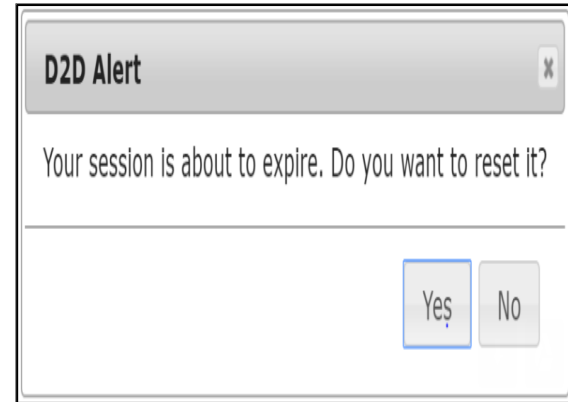 D2D Alert
Your session is about to expire. Do you want to reset it?
Yes No